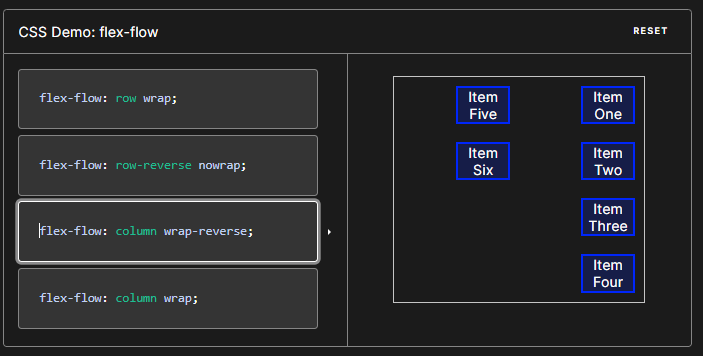 CSS Demo: flex-flow
RESET
flex-flow: row wrap;
flex-flow: row-reverse nowrap;
flex-flow: column wrap-reverse;
flex-flow: column wrap;
Item
Five
Item
One
Item
Six
Item
Two
Item
Three
Item
Four